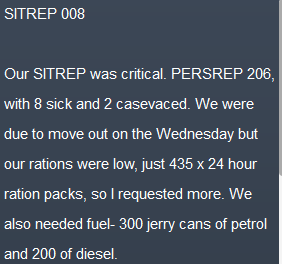 SITREP 008
Our SITREP was critical. PERSREP 206,
with 8 sick and 2 casevaced. We were
due to move out on the Wednesday but
our rations were low, just 435 x 24 hour
ration packs, so I requested more. We
also needed fuel- 300 jerry cans of petrol
and 200 of diesel.